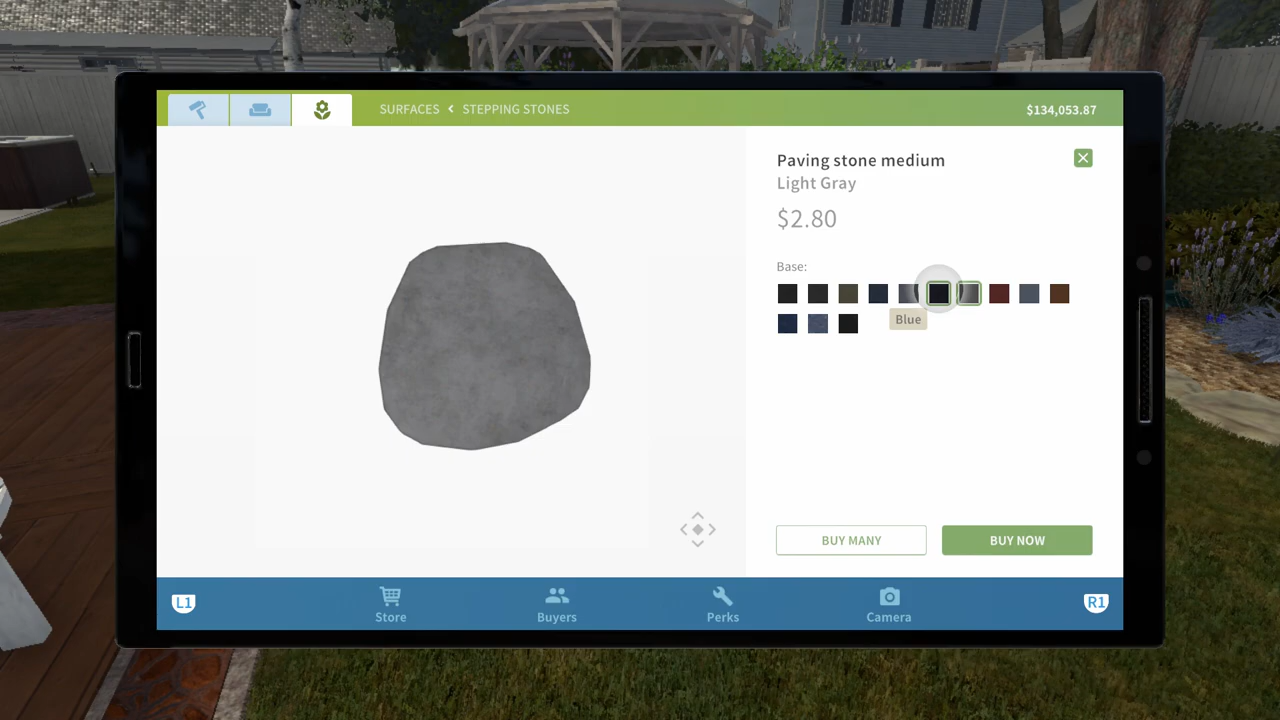 SURFACES < STEPPING STONES
$134,053.87
Paving stone medium
Light Gray
$2.80
Base:
Blue
BUY MANY
BUY NOW
L1
Store
Buyers
Perks
Camera
R1